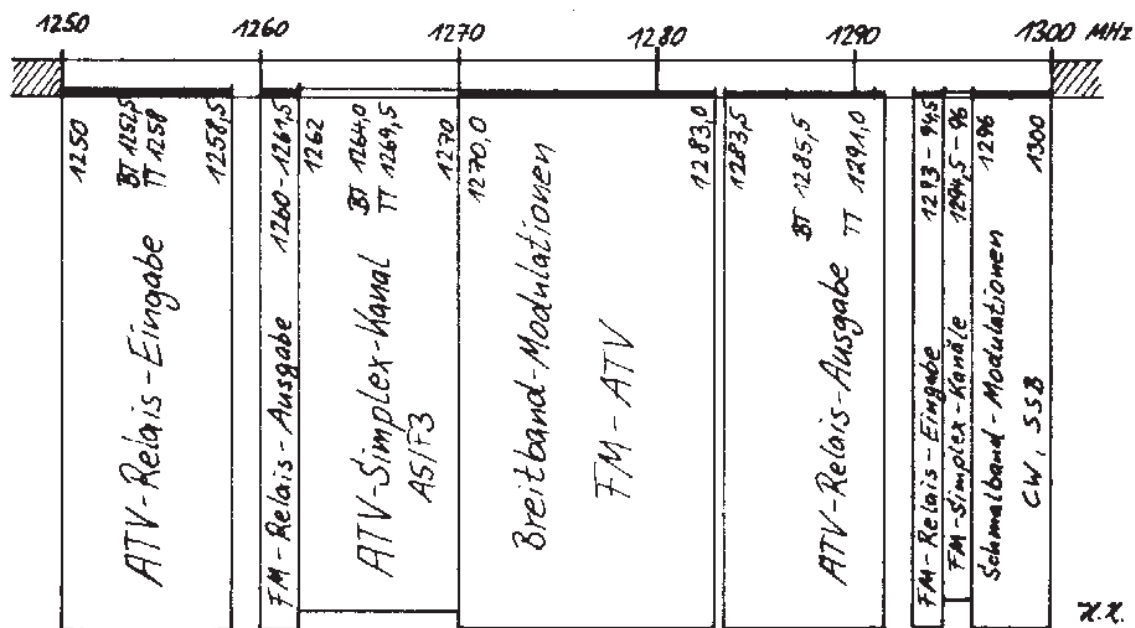 1250 1260 1270 1280 1290 1300 MHz
1250
BT 1252,5
TT 1258
1258,5
ATV-Relais-Eingabe
FM-Relais-Ausgabe 1260-1261,5
1262
BT 1264,0
TT 1269,5
1270
ATV-Simplex-Kanal
A5/F3
1270,0
Breitband-Modulationen
FM-ATV
1283,0
1283,5
BT 1285,5
TT 1291,0
ATV-Relais-Ausgabe
FM-Relais-Eingabe 1293-94,5
FM-Simplex-Kanäle 1294,5-96
1296
Schmalband-Modulationen
CW, SSB
1300